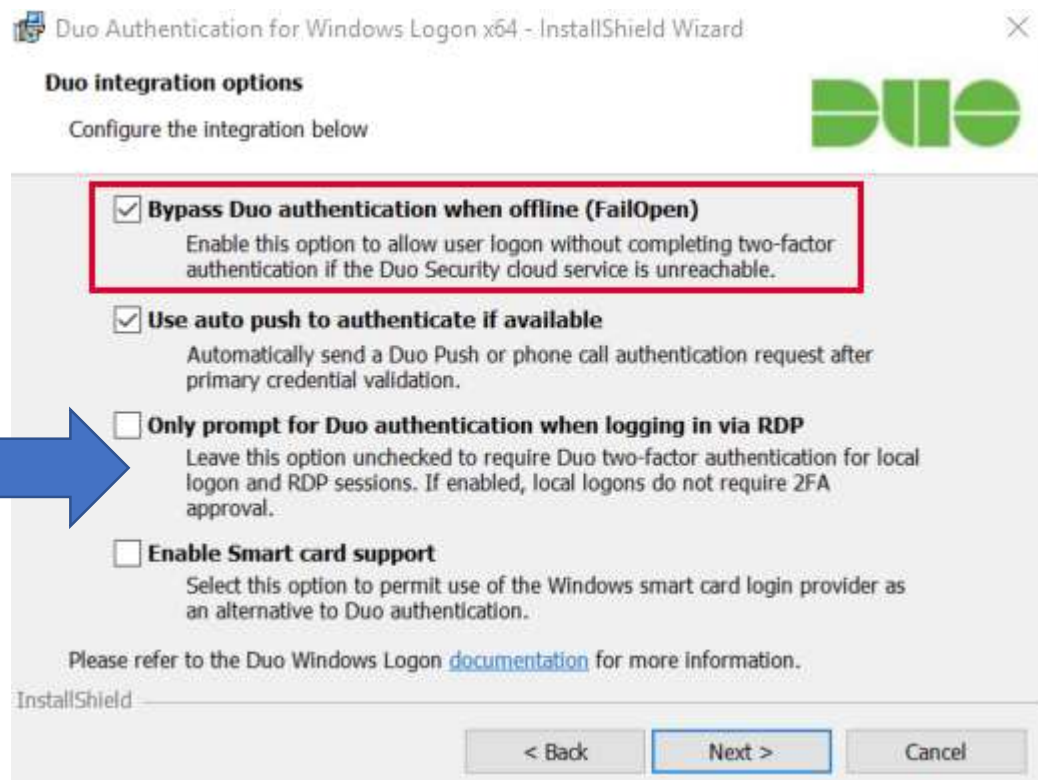 Duo Authentication for Windows Logon x64 - InstallShield Wizard
Duo integration options
Configure the integration below
DUO
Bypass Duo authentication when offline (FailOpen)
Enable this option to allow user logon without completing two-factor
authentication if the Duo Security cloud service is unreachable.
Use auto push to authenticate if available
Automatically send a Duo Push or phone call authentication request after
primary credential validation.
Only prompt for Duo authentication when logging in via RDP
Leave this option unchecked to require Duo two-factor authentication for local
logon and RDP sessions. If enabled, local logons do not require 2FA
approval.
Enable Smart card support
Select this option to permit use of the Windows smart card login provider as
an alternative to Duo authentication.
Please refer to the Duo Windows Logon documentation for more information.
InstallShield
< Back Next > Cancel